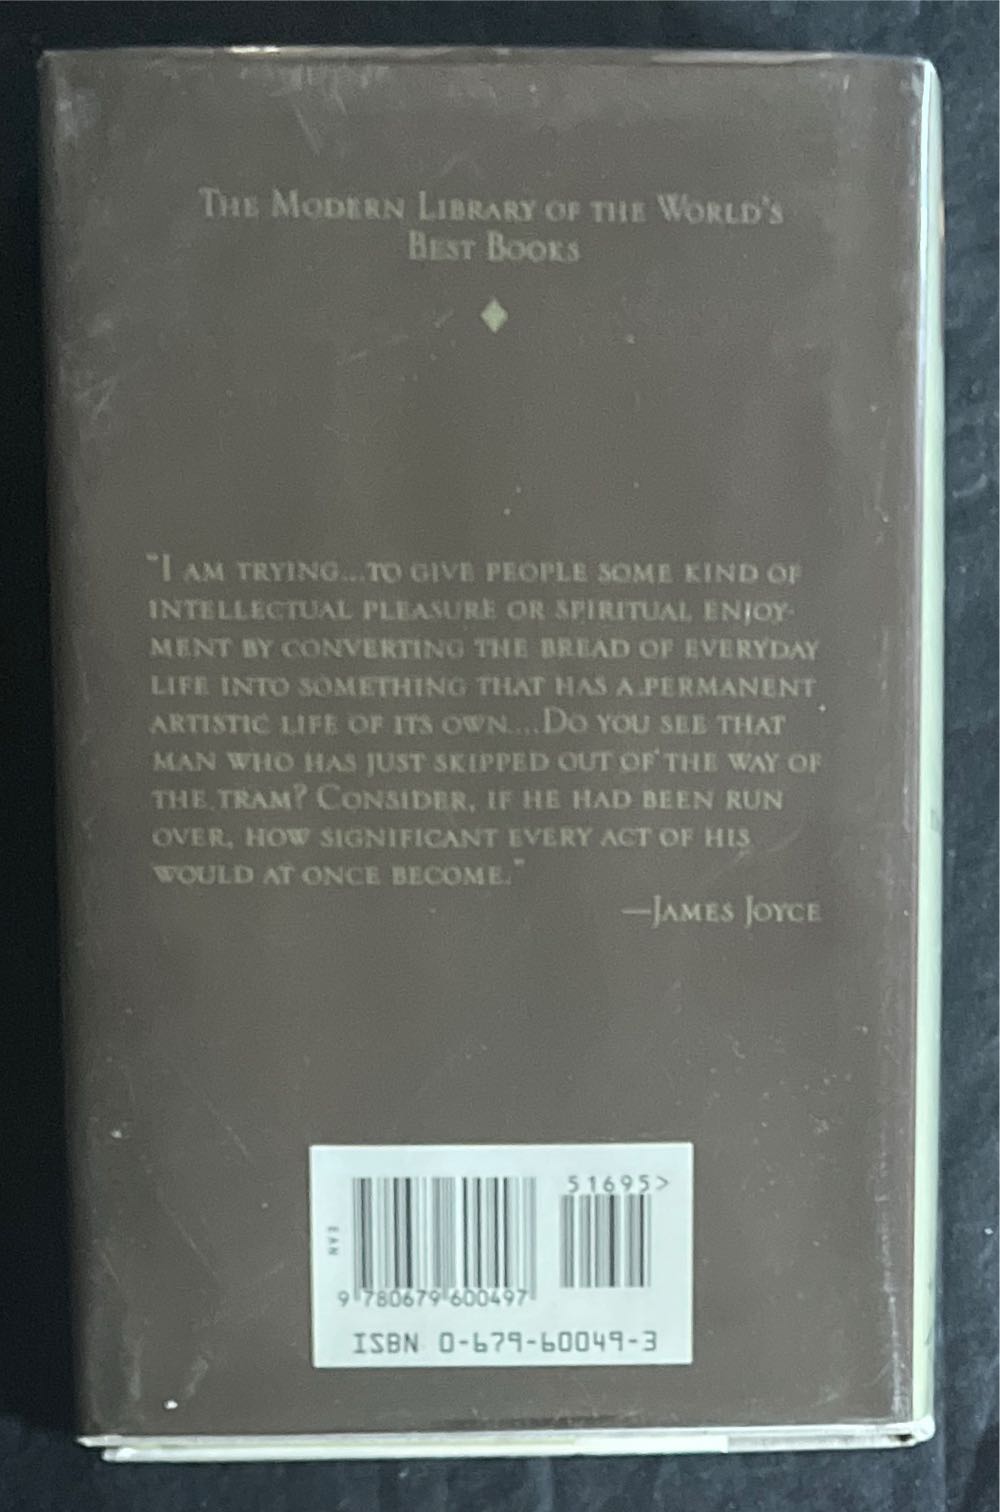 The Modern Library of the World's
Best Books
"I am trying...to give people some kind of
intellectual pleasure or spiritual enjoy-
ment by converting the bread of everyday
life into something that has a permanent
artistic life of its own....Do you see that
man who has just skipped out of the way of
the tram? Consider, if he had been run
over, how significant every act of his
would at once become."
—James Joyce
51695>
EAN
9 780679 600497
ISBN 0-679-60049-3